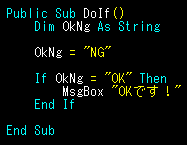 Public Sub DoIf()
    Dim OkNg As String
    OkNg = "NG"
    If OkNg = "OK" Then
        MsgBox "OKです！"
    End If
End Sub